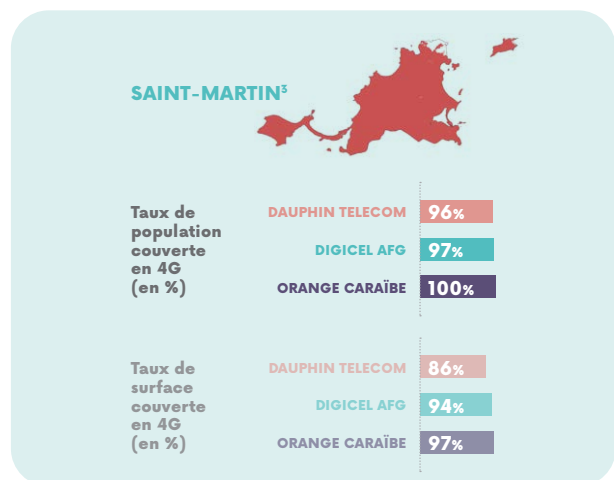 SAINT-MARTIN³
Taux de
population
couverte
en 4G
(en %)
DAUPHIN TELECOM 96%
DIGICEL AFG 97%
ORANGE CARAÏBE 100%
Taux de
surface
couverte
en 4G
(en %)
DAUPHIN TELECOM 86%
DIGICEL AFG 94%
ORANGE CARAÏBE 97%